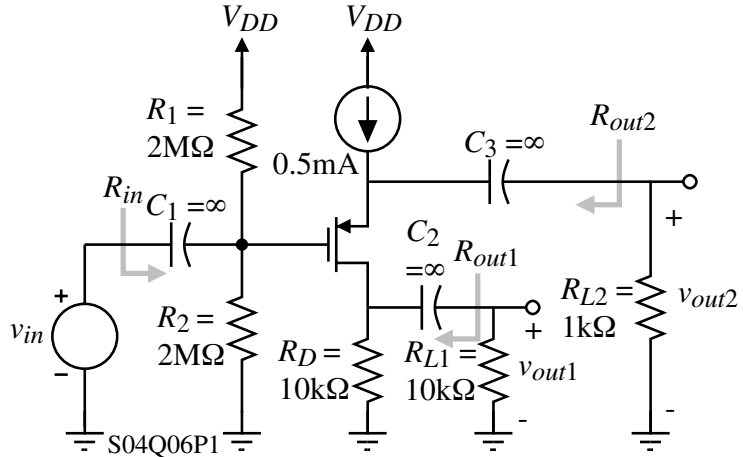 V_DD
V_DD
R_1 =
2MΩ
0.5mA
C_3 =∞
R_out2
R_in
C_1 =∞
C_2
=∞
R_out1
+
+
v_in
−
R_2 =
2MΩ
R_D =
10kΩ
R_L1 =
10kΩ
+
v_out1
-
R_L2 =
1kΩ
v_out2
-
S04Q06P1